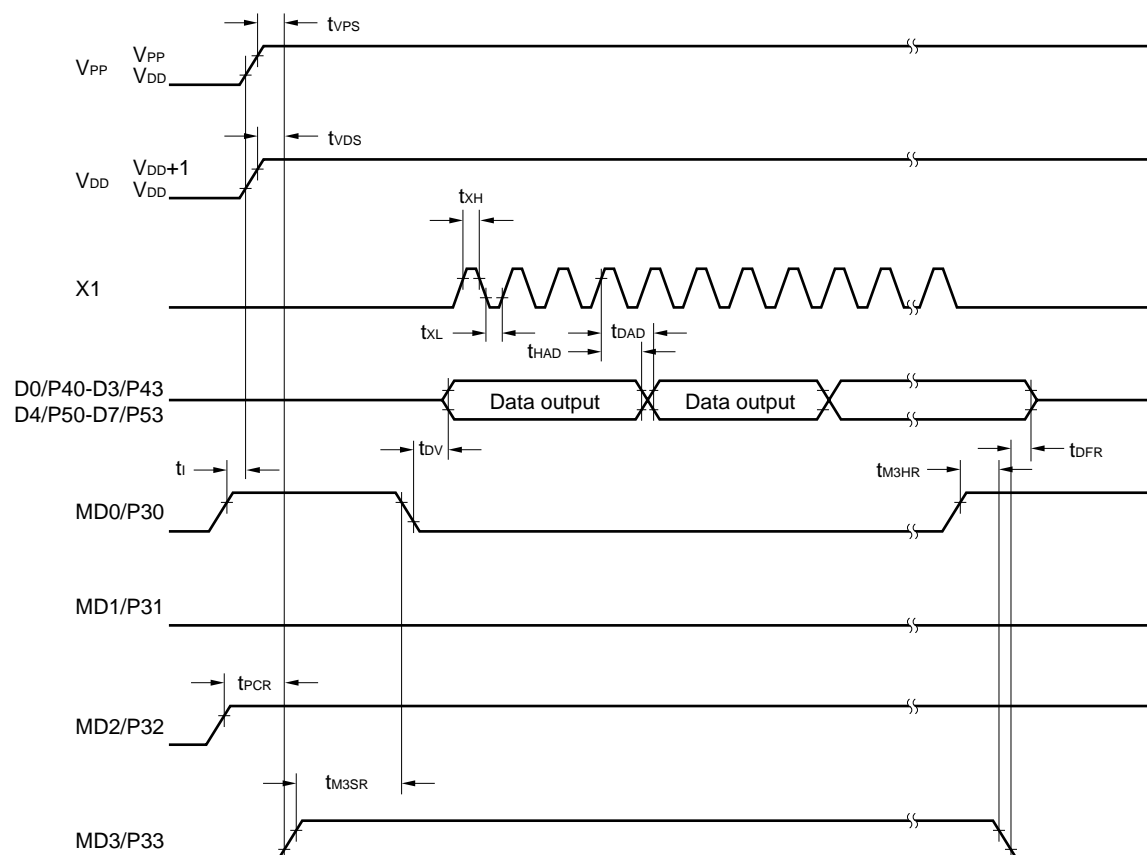 tVPS
VPP
VPP
VDD
tVDS
VDD+1
VDD
VDD
tXH
X1
tXL
tDAD
tHAD
D0/P40-D3/P43
D4/P50-D7/P53
Data output
Data output
tDV
tDFR
tI
tM3HR
MD0/P30
MD1/P31
tPCR
MD2/P32
tM3SR
MD3/P33